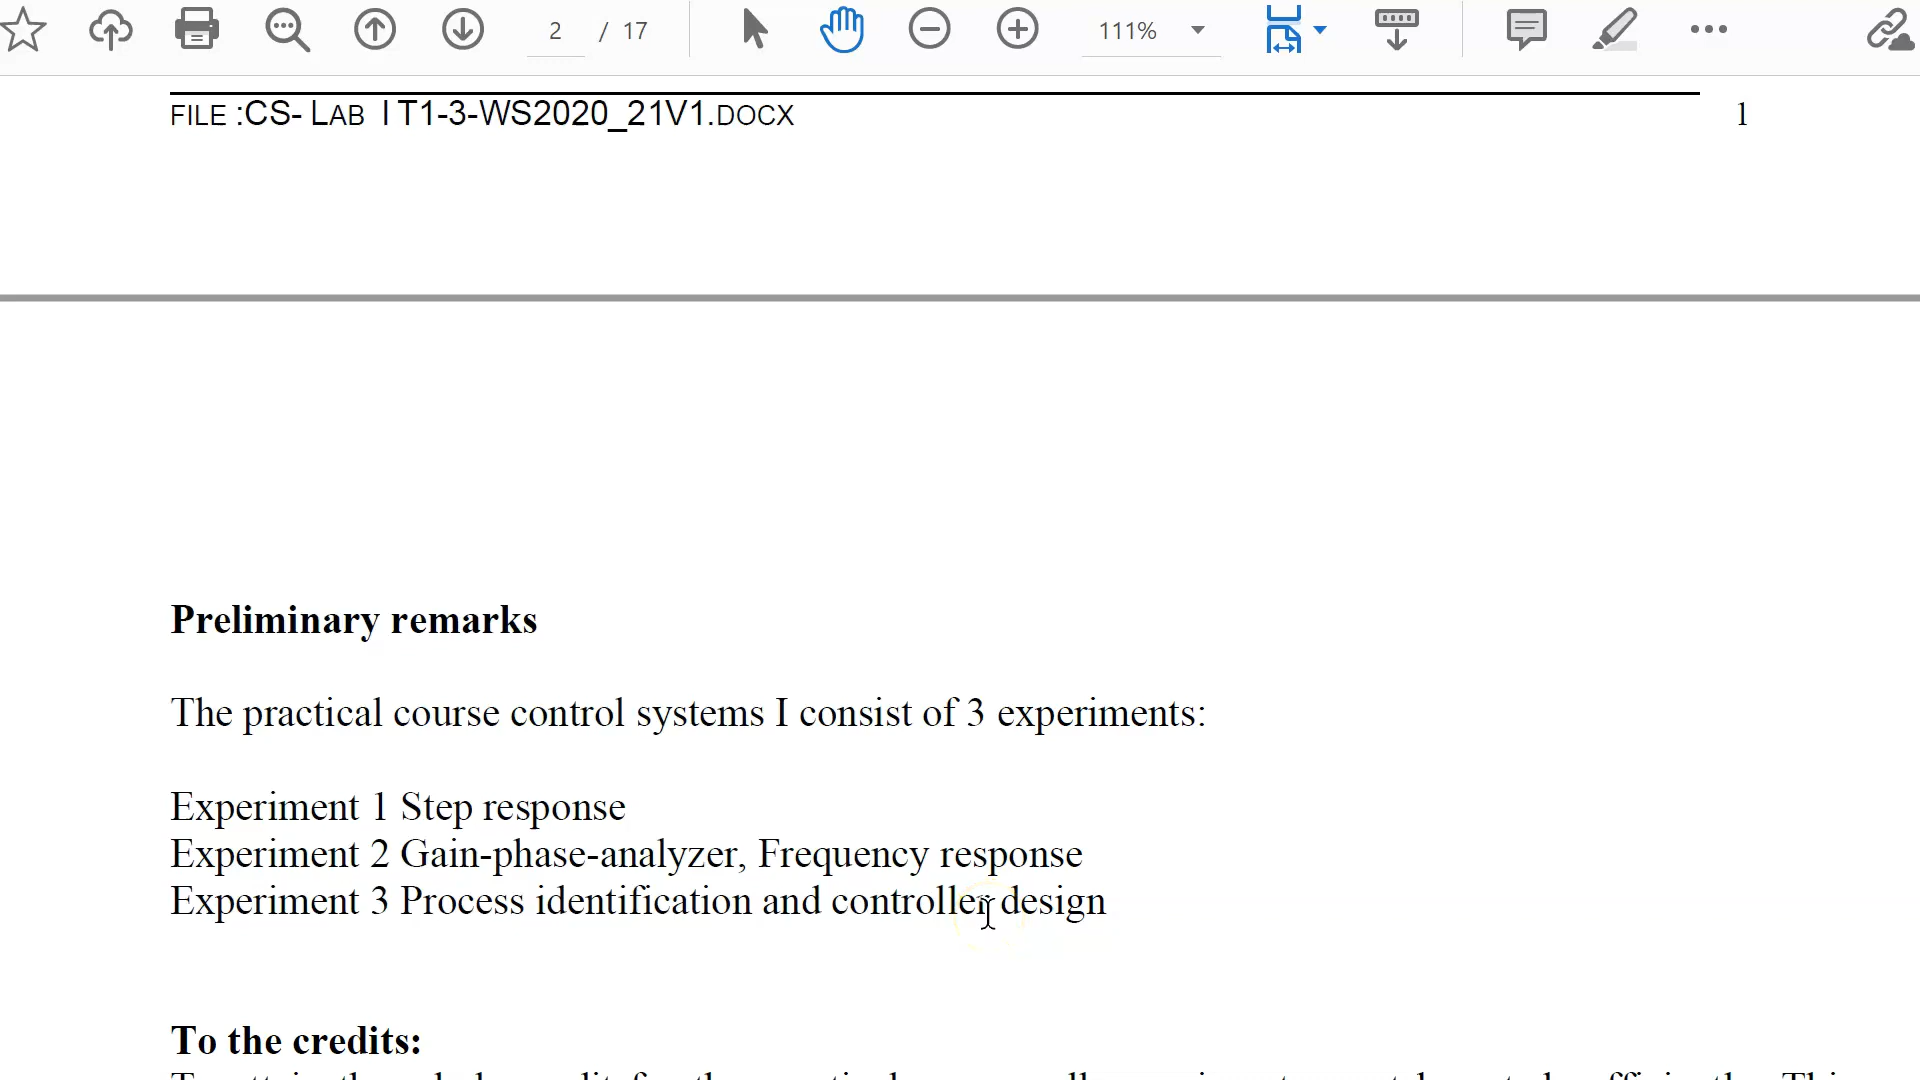 2 / 17 111%
FILE :CS- LAB I T1-3-WS2020_21V1.DOCX 1
Preliminary remarks
The practical course control systems I consist of 3 experiments:
Experiment 1 Step response
Experiment 2 Gain-phase-analyzer, Frequency response
Experiment 3 Process identification and controller design
To the credits: